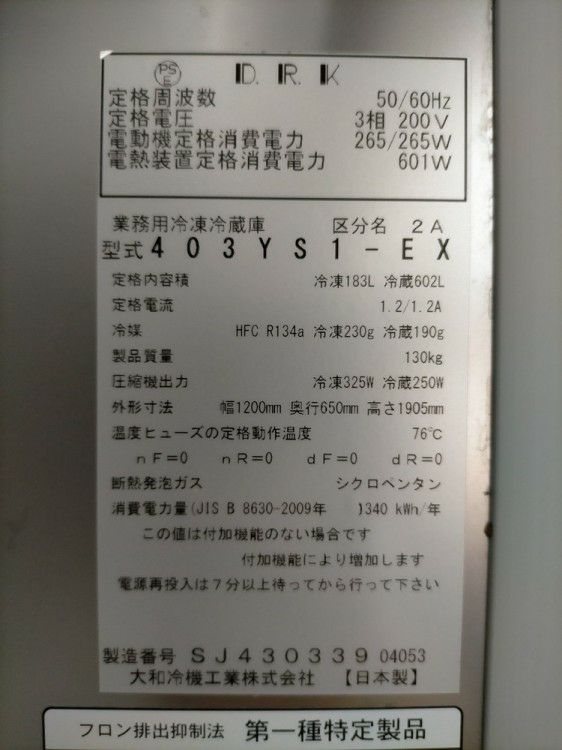 PS E D.R.K
定格周波数 50/60Hz
定格電圧 3相 200V
電動機定格消費電力 265/265W
電熱装置定格消費電力 601W
業務用冷凍冷蔵庫 区分名 2A
型式 403YS1-EX
定格内容積 冷凍183L 冷蔵602L
定格電流 1.2/1.2A
冷媒 HFC R134a 冷凍230g 冷蔵190g
製品質量 130kg
圧縮機出力 冷凍325W 冷蔵250W
外形寸法 幅1200mm 奥行650mm 高さ1905mm
温度ヒューズの定格動作温度 76℃
nF=0 nR=0 dF=0 dR=0
断熱発泡ガス シクロペンタン
消費電力量(JIS B 8630-2009年 )340 kWh/年
この値は付加機能のない場合です
付加機能により増加します
電源再投入は7分以上待ってから行って下さい
製造番号 SJ430339 04053
大和冷機工業株式会社 【日本製】
フロン排出抑制法 第一種特定製品